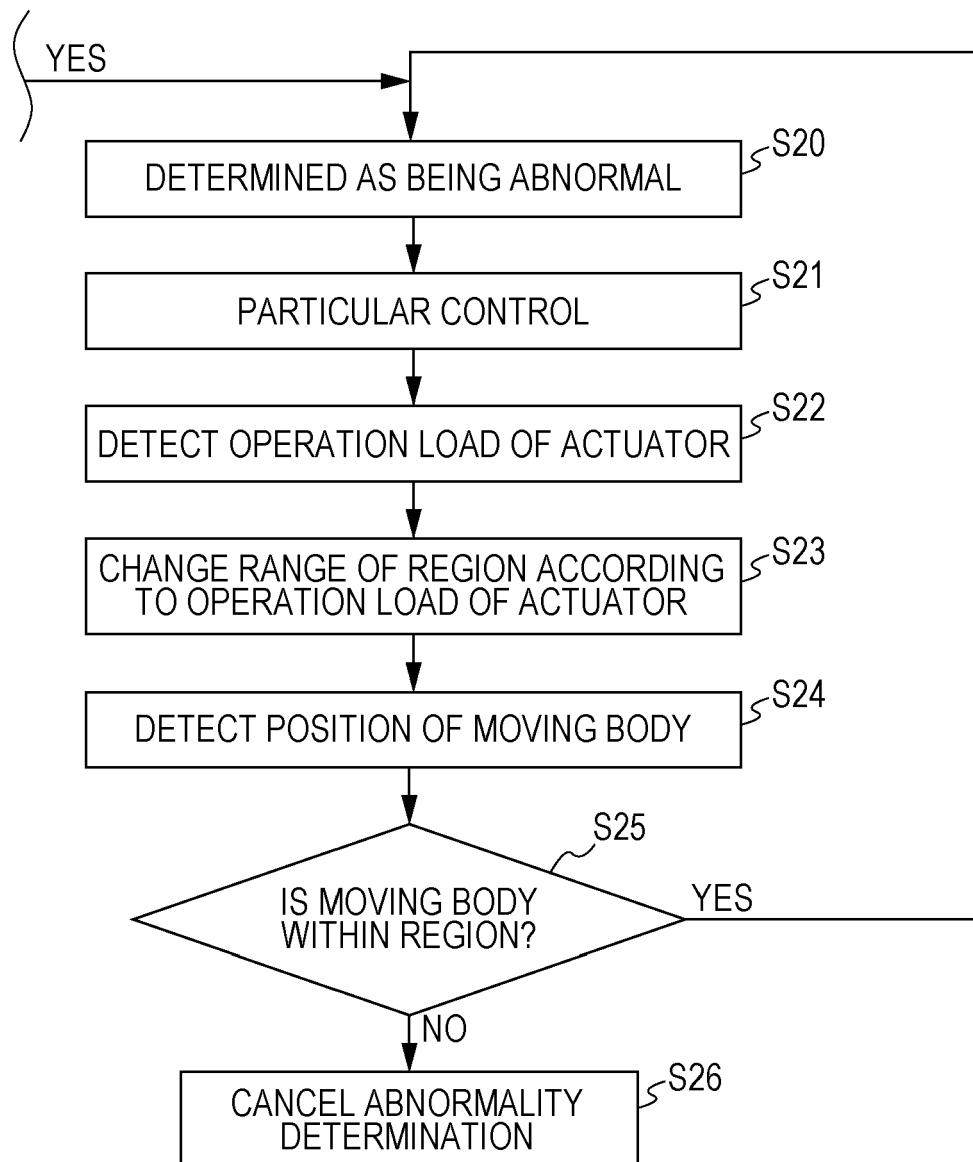 YES
S20
DETERMINED AS BEING ABNORMAL
S21
PARTICULAR CONTROL
S22
DETECT OPERATION LOAD OF ACTUATOR
S23
CHANGE RANGE OF REGION ACCORDING
TO OPERATION LOAD OF ACTUATOR
S24
DETECT POSITION OF MOVING BODY
S25
IS MOVING BODY
WITHIN REGION?
YES
NO
S26
CANCEL ABNORMALITY
DETERMINATION